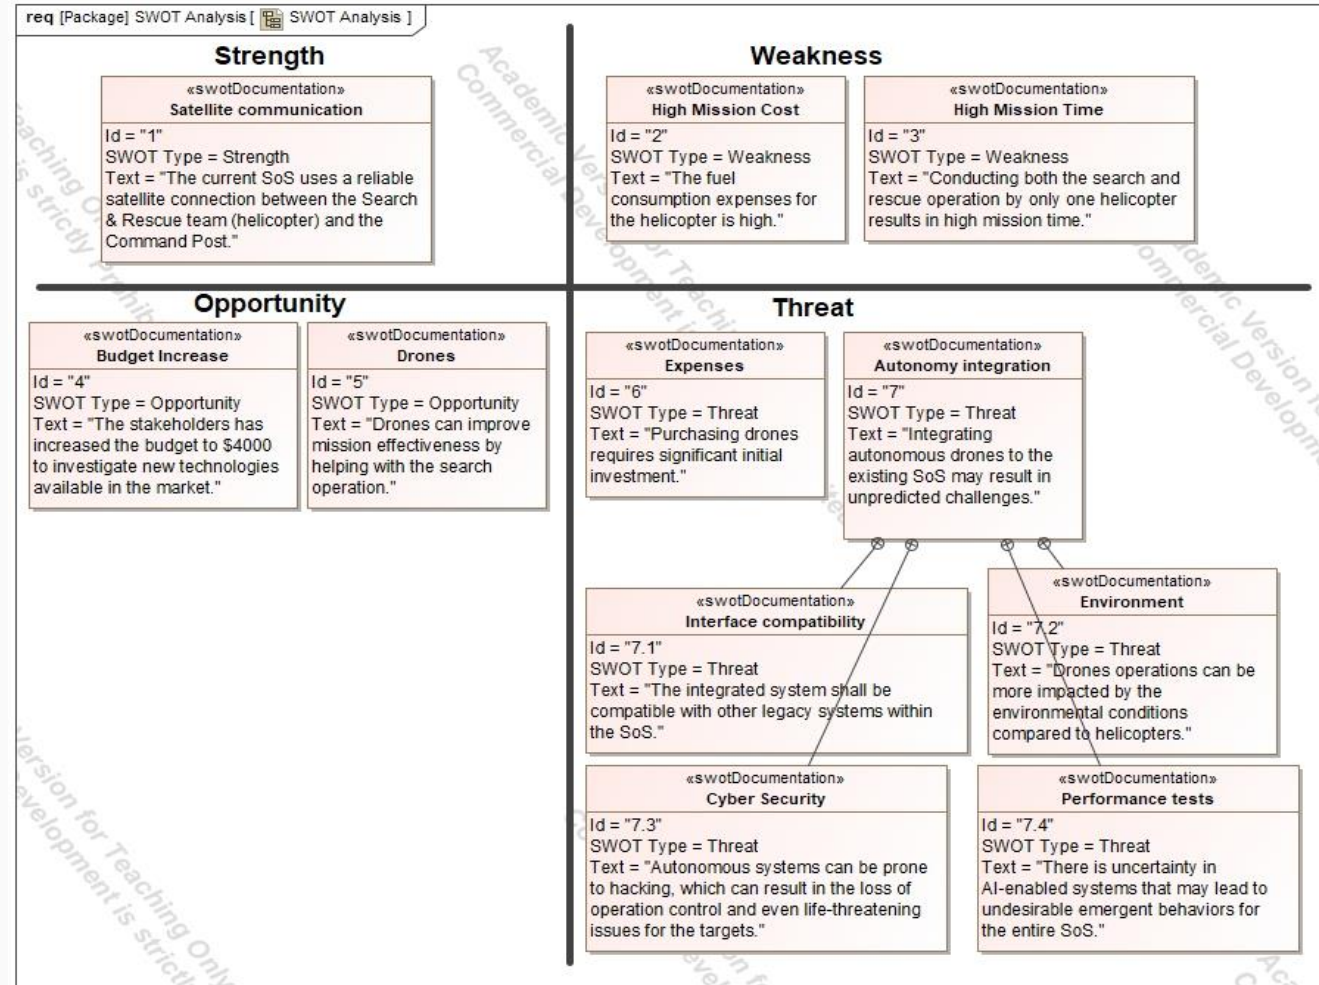 req [Package] SWOT Analysis [ SWOT Analysis ]
Strength
«swotDocumentation»
Satellite communication
Id = "1"
SWOT Type = Strength
Text = "The current SoS uses a reliable
satellite connection between the Search
& Rescue team (helicopter) and the
Command Post."
Weakness
«swotDocumentation»
High Mission Cost
Id = "2"
SWOT Type = Weakness
Text = "The fuel
consumption expenses for
the helicopter is high."
«swotDocumentation»
High Mission Time
Id = "3"
SWOT Type = Weakness
Text = "Conducting both the search and
rescue operation by only one helicopter
results in high mission time."
Opportunity
«swotDocumentation»
Budget Increase
Id = "4"
SWOT Type = Opportunity
Text = "The stakeholders has
increased the budget to $4000
to investigate new technologies
available in the market."
«swotDocumentation»
Drones
Id = "5"
SWOT Type = Opportunity
Text = "Drones can improve
mission effectiveness by
helping with the search
operation."
Threat
«swotDocumentation»
Expenses
Id = "6"
SWOT Type = Threat
Text = "Purchasing drones
requires significant initial
investment."
«swotDocumentation»
Autonomy integration
Id = "7"
SWOT Type = Threat
Text = "Integrating
autonomous drones to the
existing SoS may result in
unpredicted challenges."
«swotDocumentation»
Interface compatibility
Id = "7.1"
SWOT Type = Threat
Text = "The integrated system shall be
compatible with other legacy systems within
the SoS."
«swotDocumentation»
Environment
Id = "7.2"
SWOT Type = Threat
Text = "Drones operations can be
more impacted by the
environmental conditions
compared to helicopters."
«swotDocumentation»
Cyber Security
Id = "7.3"
SWOT Type = Threat
Text = "Autonomous systems can be prone
to hacking, which can result in the loss of
operation control and even life-threatening
issues for the targets."
«swotDocumentation»
Performance tests
Id = "7.4"
SWOT Type = Threat
Text = "There is uncertainty in
AI-enabled systems that may lead to
undesirable emergent behaviors for
the entire SoS."